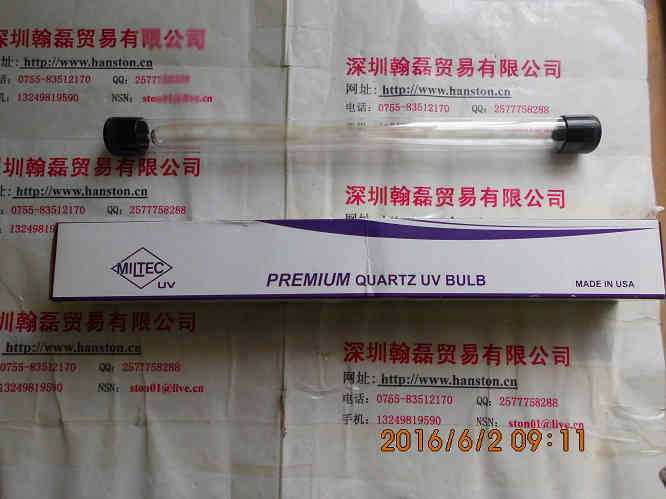 深圳翰磊贸易有限
: http://www.hanston.cn
: 0755-83512170 QQ: 2577
: 13249819590 NSN: ston01@live.cn
深圳翰磊贸易有限公司
网址: http://www.hanston.cn
电话: 0755-83512170 QQ: 2577758288
深圳翰磊贸易有限公司
http://www.hanston.cn
: 0755-83512170 QQ: 2577758288
: 1324981
深圳翰磊贸易有限公司
MILTEC
UV
PREMIUM QUARTZ UV BULB
MADE IN USA
圳翰磊贸易有限公司
http://www.hanston.cn
0755-83512170 QQ: 2577758288
13249819590 NSN: ston01@live.cn
深圳翰磊贸易有限公司
网址: http://www.hanston.cn
电话: 0755-83512170 QQ: 2577758288
手机: 13249819590 NSN: ston01@live.cn
2016/6/2 09:11